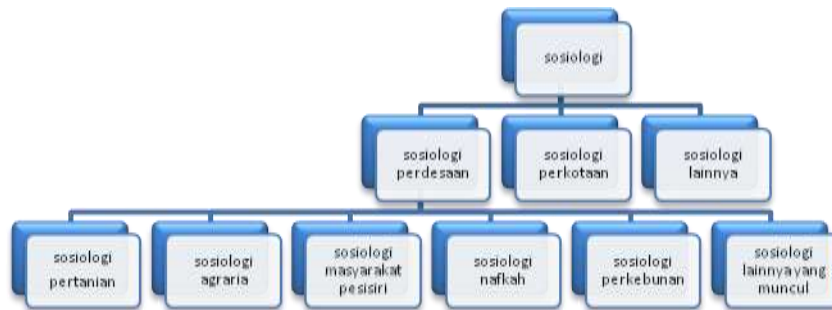 sosiologi
sosiologi
perdesaan
sosiologi
perkotaan
sosiologi
lainnya
sosiologi
pertanian
sosiologi
agraria
sosiologi
masyarakat
pesisiri
sosiologi
nafkah
sosiologi
perkebunan
sosiologi
lainnya yang
muncul